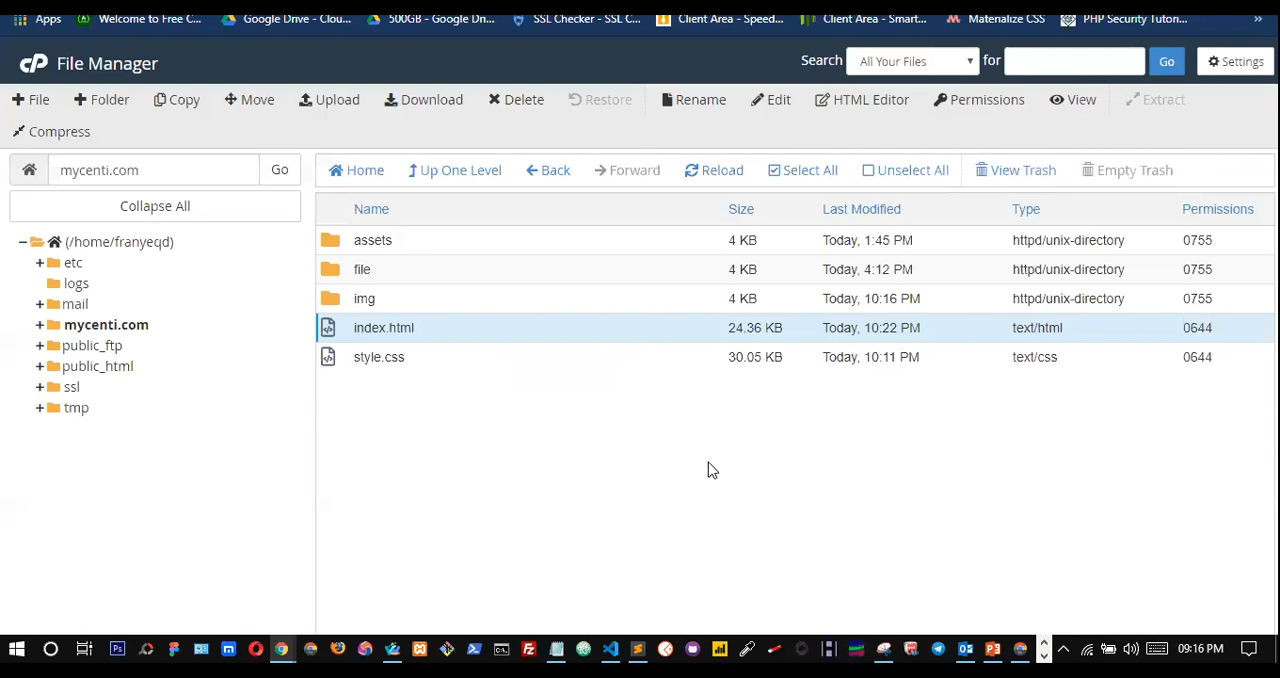 Apps Welcome to Free C... Google Drive - Clou... 500GB - Google Dri... SSL Checker - SSL C... Client Area - Speed... Client Area - Smart... Materialize CSS PHP Security Tuton... »
cP File Manager Search All Your Files for Go Settings
File Folder Copy Move Upload Download Delete Restore Rename Edit HTML Editor Permissions View Extract
Compress
mycenti.com Go Home Up One Level Back Forward Reload Select All Unselect All View Trash Empty Trash
Collapse All
Name Size Last Modified Type Permissions
(/home/franyeqd)
etc
logs
mail
mycenti.com
public_ftp
public_html
ssl
tmp
assets 4 KB Today, 1:45 PM httpd/unix-directory 0755
file 4 KB Today, 4:12 PM httpd/unix-directory 0755
img 4 KB Today, 10:16 PM httpd/unix-directory 0755
index.html 24.36 KB Today, 10:22 PM text/html 0644
style.css 30.05 KB Today, 10:11 PM text/css 0644
09:16 PM